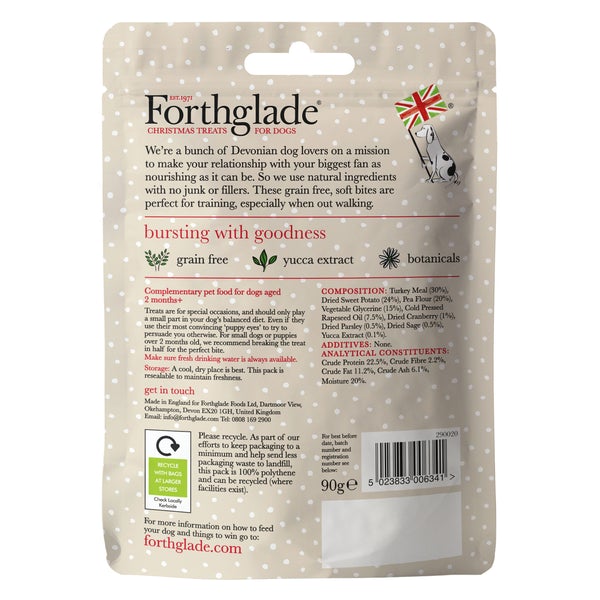 EST.1971
Forthglade®
CHRISTMAS TREATS FOR DOGS
®
We're a bunch of Devonian dog lovers on a mission
to make your relationship with your biggest fan as
nourishing as it can be. So we use natural ingredients
with no junk or fillers. These grain free, soft bites are
perfect for training, especially when out walking.
bursting with goodness
grain free
yucca extract
botanicals
Complementary pet food for dogs aged
2 months+
Treats are for special occasions, and should only play
a small part in your dog's balanced diet. Even if they
use their most convincing 'puppy eyes' to try to
persuade you otherwise. For small dogs or puppies
over 2 months old, we recommend breaking the treat
in half for the perfect bite.
Make sure fresh drinking water is always available.
Storage: A cool, dry place is best. This pack is
resealable to maintain freshness.
get in touch
Made in England for Forthglade Foods Ltd, Dartmoor View,
Okehampton, Devon EX20 1GH, United Kingdom
Email: info@forthglade.com Tel: 0808 169 2900
COMPOSITION: Turkey Meal (30%),
Dried Sweet Potato (24%), Pea Flour (20%),
Vegetable Glycerine (15%), Cold Pressed
Rapeseed Oil (7.5%), Dried Cranberry (1%),
Dried Parsley (0.5%), Dried Sage (0.5%),
Yucca Extract (0.1%).
ADDITIVES: None.
ANALYTICAL CONSTITUENTS:
Crude Protein 22.5%, Crude Fibre 2.2%,
Crude Fat 11.2%, Crude Ash 6.1%,
Moisture 20%.
RECYCLE
WITH BAGS
AT LARGER
STORES
Check Locally
Kerbside
Please recycle. As part of our
efforts to keep packaging to a
minimum and help send less
packaging waste to landfill,
this pack is 100% polythene
and can be recycled (where
facilities exist).
For best before
date, batch
number and
registration
number see
below:
90g℮
290020
5 023833 006341 >
For more information on how to feed
your dog and things to win go to:
forthglade.com